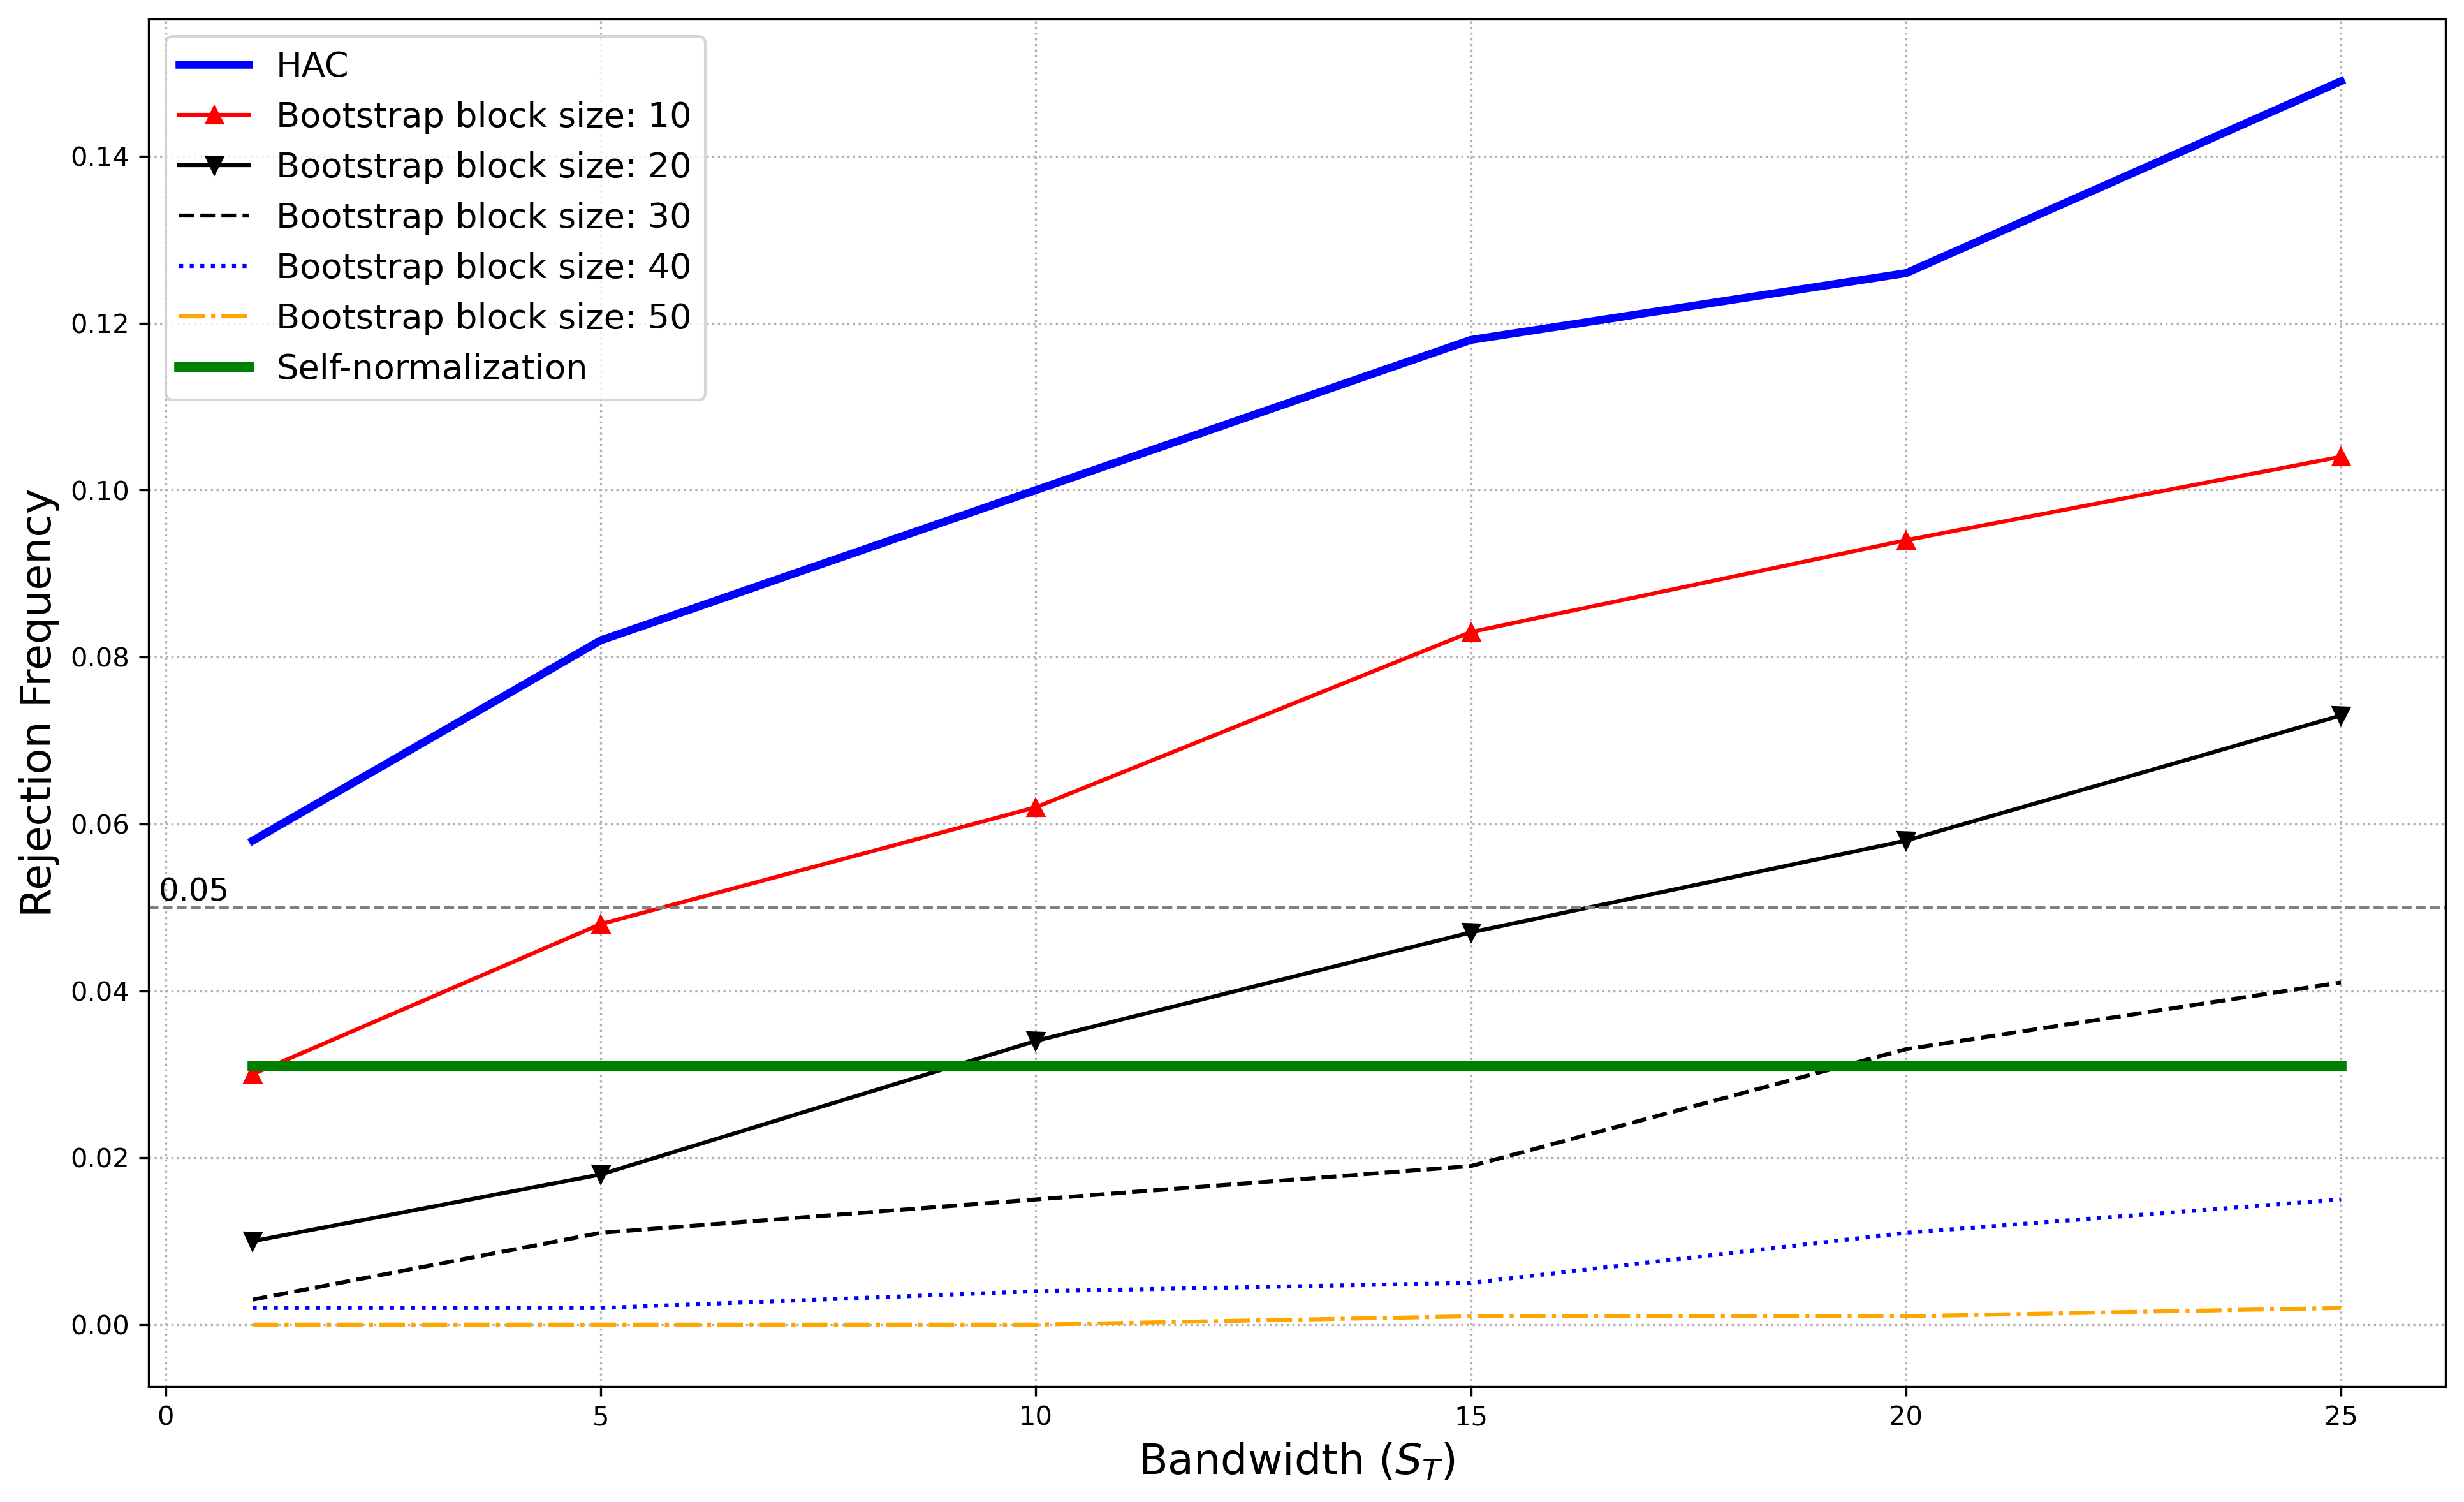 HAC
Bootstrap block size: 10
Bootstrap block size: 20
Bootstrap block size: 30
Bootstrap block size: 40
Bootstrap block size: 50
Self-normalization
Rejection Frequency
0.14
0.12
0.10
0.08
0.06
0.05
0.04
0.02
0.00
0 5 10 15 20 25
Bandwidth (S_T)